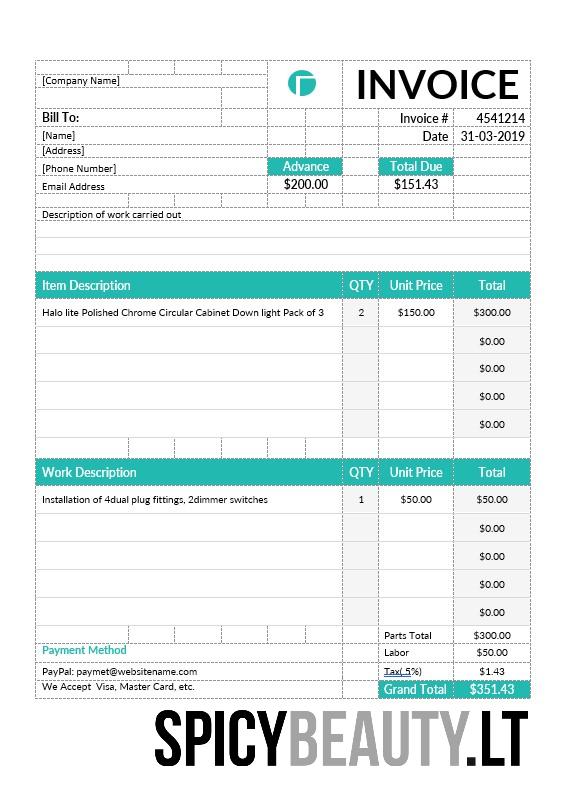 [Company Name]
INVOICE
Bill To:
Invoice # 4541214
[Name]
Date 31-03-2019
[Address]
[Phone Number] Advance Total Due
Email Address $200.00 $151.43
Description of work carried out
Item Description QTY Unit Price Total
Halo lite Polished Chrome Circular Cabinet Down light Pack of 3 2 $150.00 $300.00
$0.00
$0.00
$0.00
$0.00
Work Description QTY Unit Price Total
Installation of 4dual plug fittings, 2dimmer switches 1 $50.00 $50.00
$0.00
$0.00
$0.00
$0.00
Parts Total $300.00
Payment Method
Labor $50.00
PayPal: paymet@websitename.com Tax(.5%) $1.43
We Accept Visa, Master Card, etc. Grand Total $351.43
SPICYBEAUTY.LT